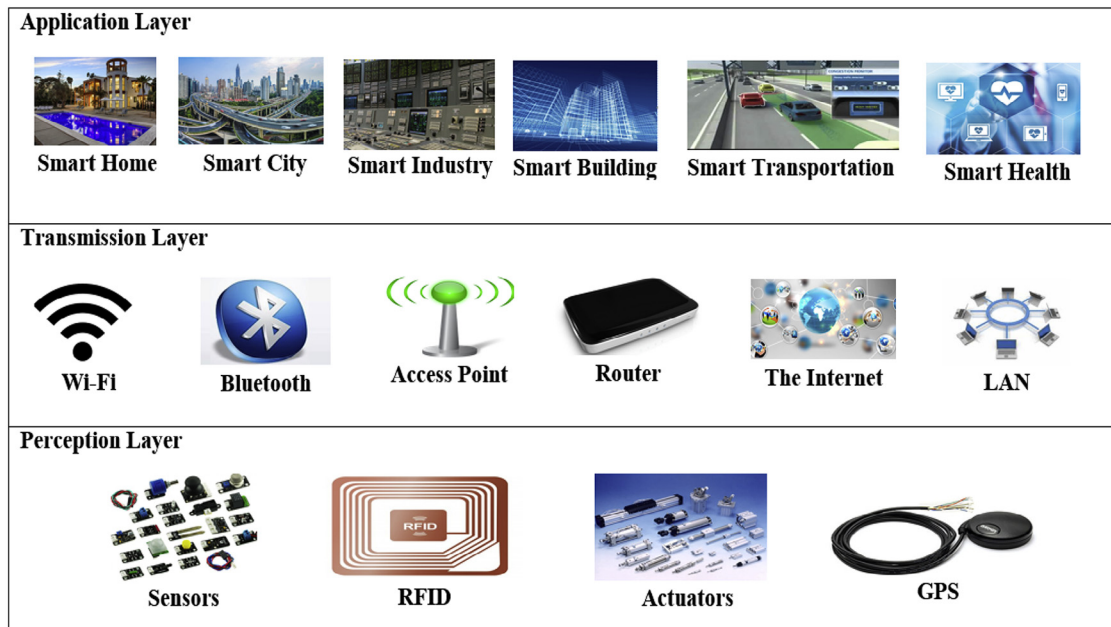 Application Layer
Smart Home
Smart City
Smart Industry
Smart Building
Smart Transportation
Smart Health
Transmission Layer
Wi-Fi
Bluetooth
Access Point
Router
The Internet
LAN
Perception Layer
RFID
Sensors
RFID
Actuators
GPS